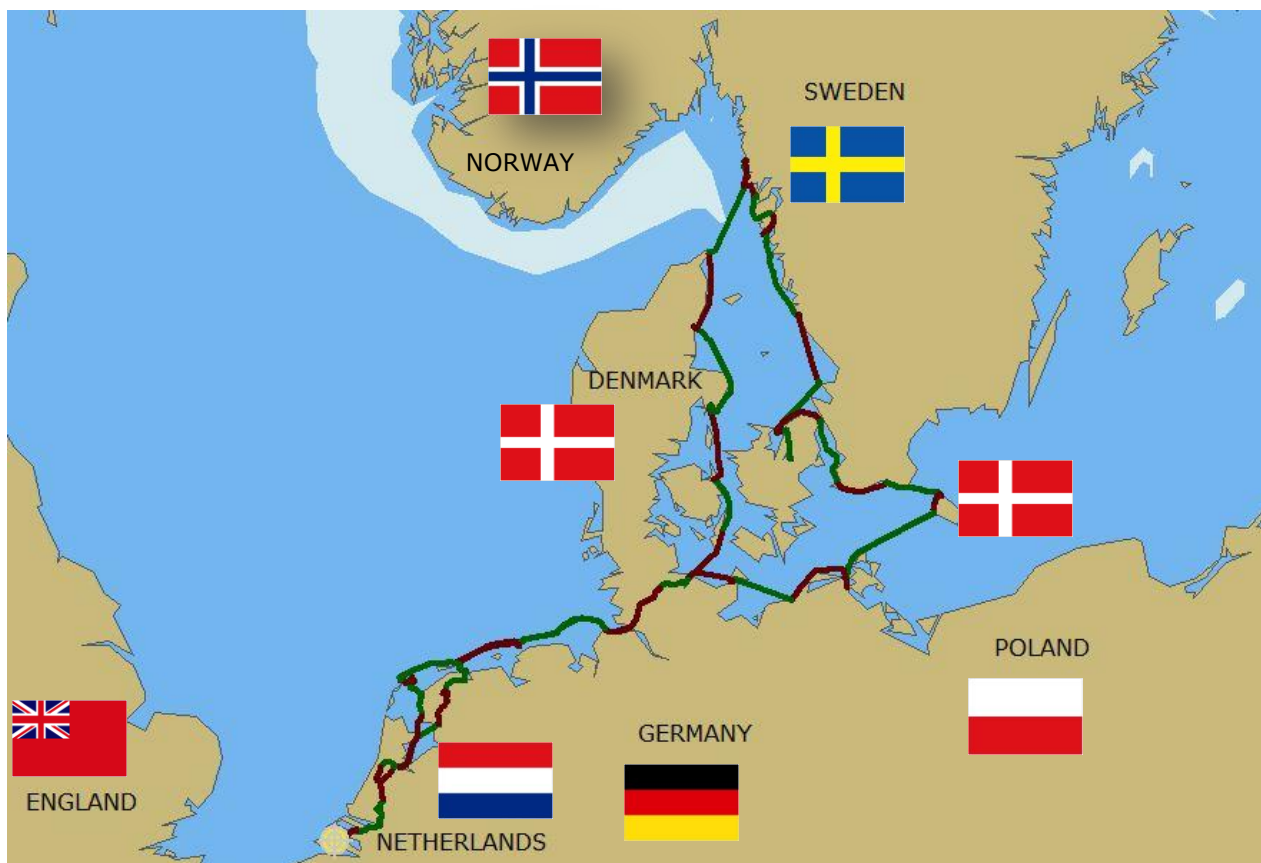 SWEDEN
NORWAY
DENMARK
POLAND
GERMANY
ENGLAND
NETHERLANDS